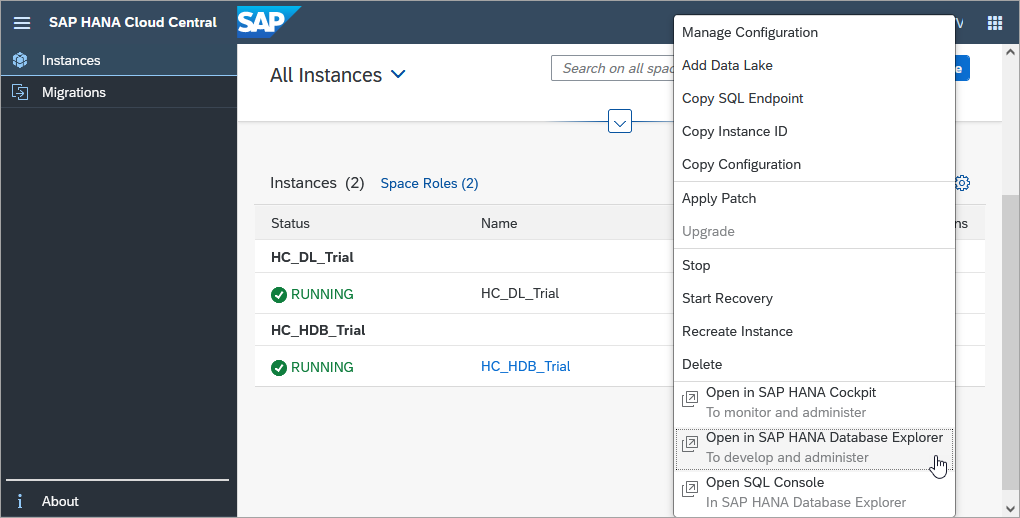 SAP HANA Cloud Central
Instances
Migrations
About
SAP
All Instances
Search on all spac
Instances (2) Space Roles (2)
Status Name ns
HC_DL_Trial
RUNNING HC_DL_Trial
HC_HDB_Trial
RUNNING HC_HDB_Trial
Manage Configuration
Add Data Lake
Copy SQL Endpoint
Copy Instance ID
Copy Configuration
Apply Patch
Upgrade
Stop
Start Recovery
Recreate Instance
Delete
Open in SAP HANA Cockpit
To monitor and administer
Open in SAP HANA Database Explorer
To develop and administer
Open SQL Console
In SAP HANA Database Explorer